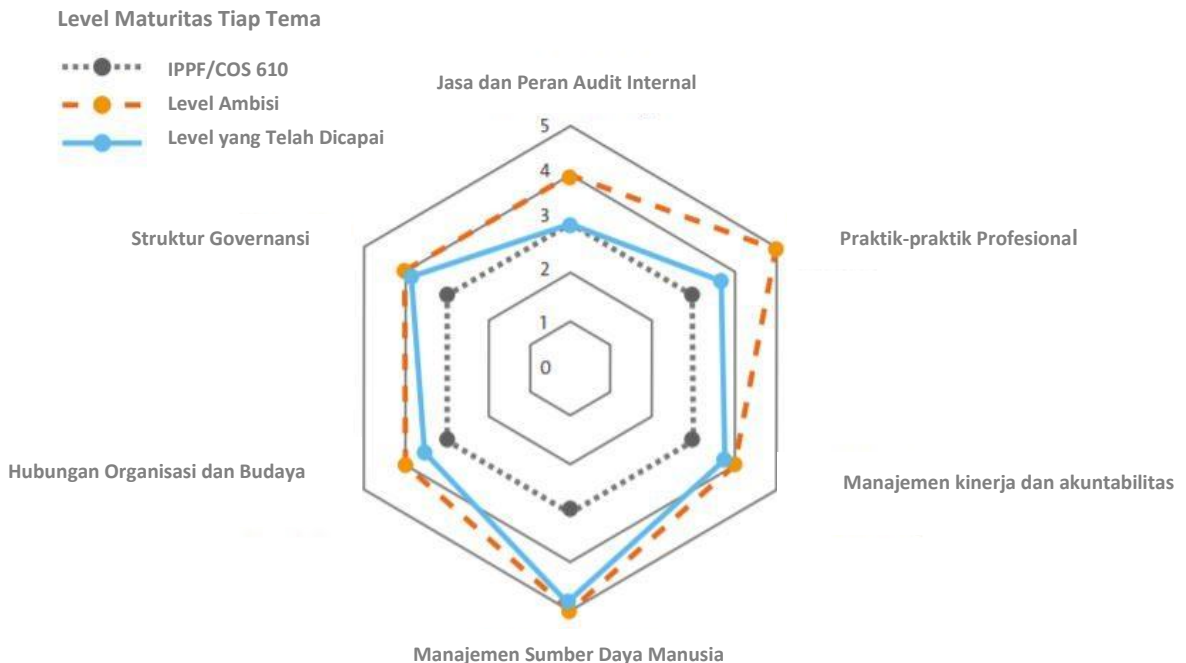 Level Maturitas Tiap Tema
IPPF/COS 610
Level Ambisi
Level yang Telah Dicapai
Jasa dan Peran Audit Internal
5
4
3
2
1
0
Struktur Governansi
Praktik-praktik Profesional
Hubungan Organisasi dan Budaya
Manajemen kinerja dan akuntabilitas
Manajemen Sumber Daya Manusia